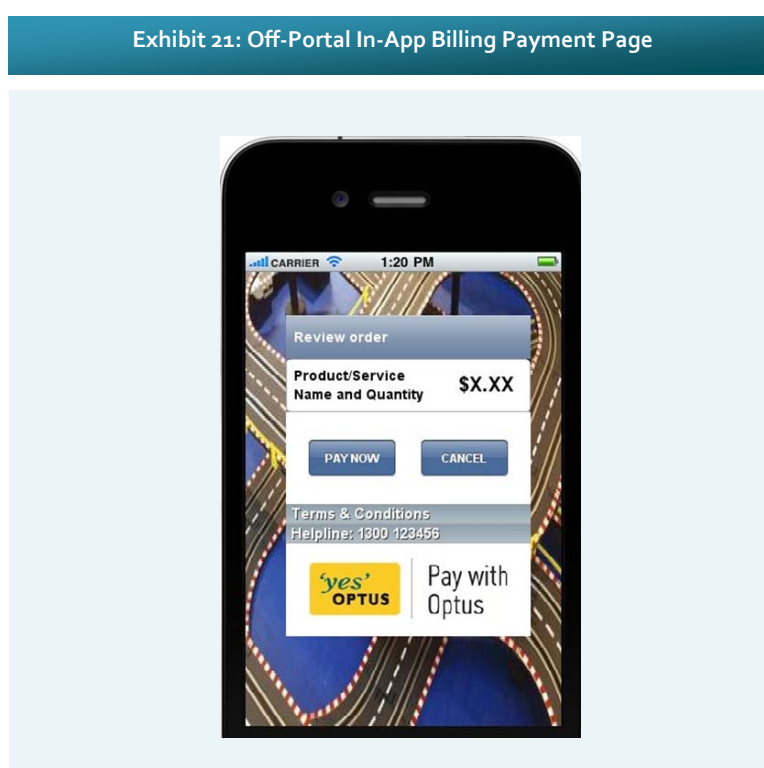 Exhibit 21: Off-Portal In-App Billing Payment Page
CARRIER 1:20 PM
Review order
Product/Service
Name and Quantity
$X.XX
PAY NOW CANCEL
Terms & Conditions
Helpline: 1300 123456
‘yes’
OPTUS
Pay with
Optus